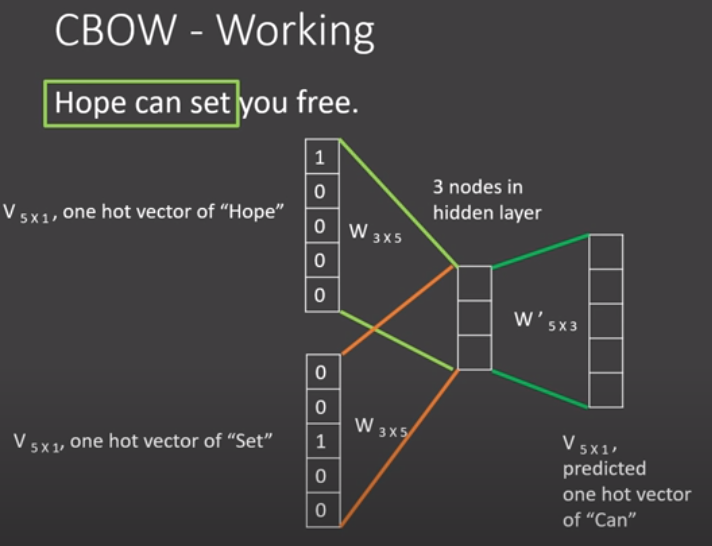 CBOW - Working
Hope can set you free.
V 5 X 1, one hot vector of “Hope”
1
0
0
0
0
W 3 X 5
3 nodes in
hidden layer
W ’ 5 X 3
V 5 X 1, one hot vector of “Set”
0
0
1
0
0
W 3 X 5
V 5 X 1,
predicted
one hot vector
of “Can”